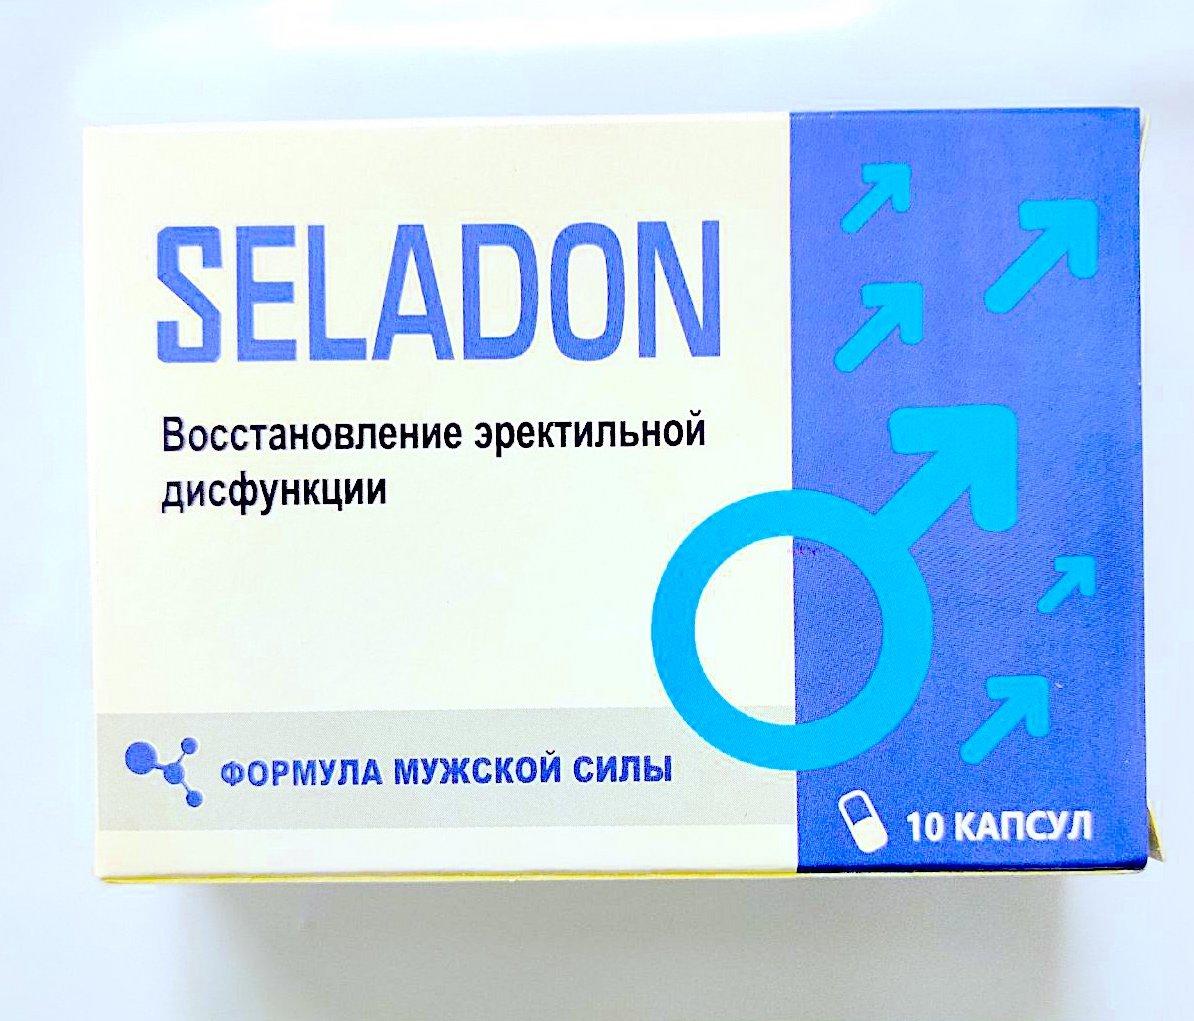 SELADON
Восстановление эректильной
дисфункции
ФОРМУЛА МУЖСКОЙ СИЛЫ
10 КАПСУЛ